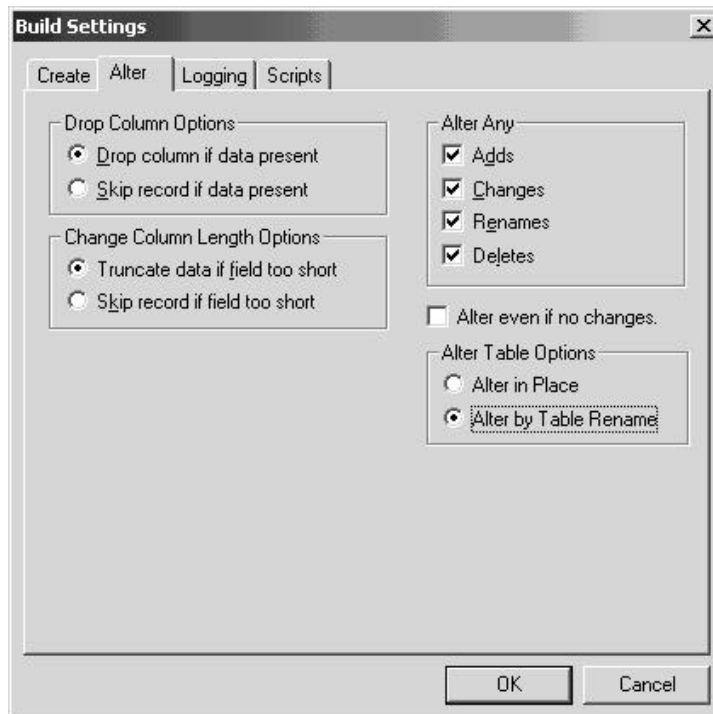 Build Settings
Create Alter Logging Scripts
Drop Column Options
Drop column if data present
Skip record if data present
Change Column Length Options
Truncate data if field too short
Skip record if field too short
Alter Any
Adds
Changes
Renames
Deletes
Alter even if no changes.
Alter Table Options
Alter in Place
Alter by Table Rename
OK Cancel